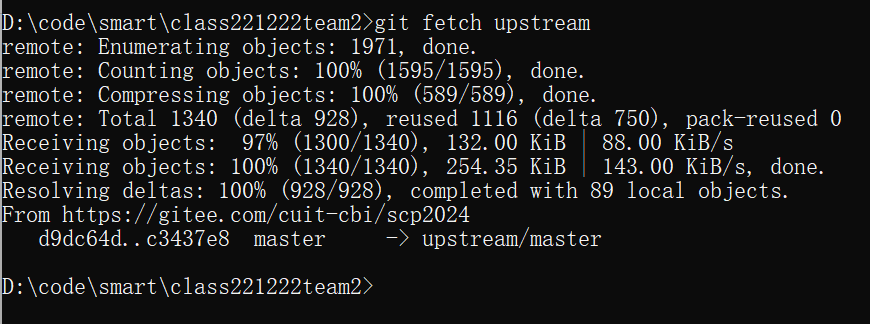 D:\code\smart\class221222team2>git fetch upstream
remote: Enumerating objects: 1971, done.
remote: Counting objects: 100% (1595/1595), done.
remote: Compressing objects: 100% (589/589), done.
remote: Total 1340 (delta 928), reused 1116 (delta 750), pack-reused 0
Receiving objects:  97% (1300/1340), 132.00 KiB | 88.00 KiB/s
Receiving objects: 100% (1340/1340), 254.35 KiB | 143.00 KiB/s, done.
Resolving deltas: 100% (928/928), completed with 89 local objects.
From https://gitee.com/cuit-cbi/scp2024
   d9dc64d..c3437e8  master     -> upstream/master
D:\code\smart\class221222team2>